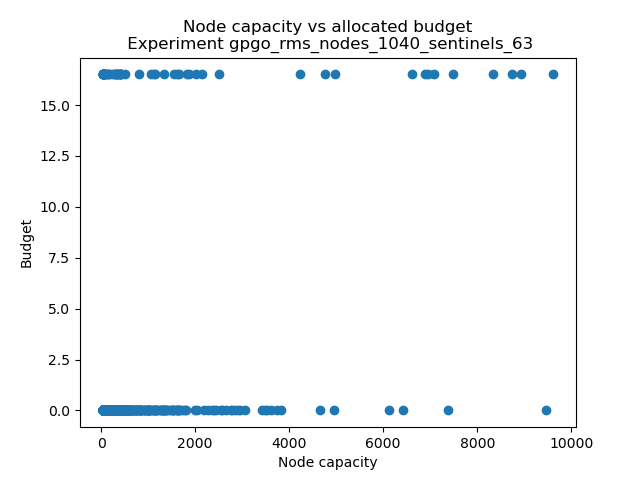 Node capacity vs allocated budget
Experiment gpgo_rms_nodes_1040_sentinels_63
15.0
12.5
10.0
7.5
5.0
2.5
0.0
Budget
0 2000 4000 6000 8000 10000
Node capacity